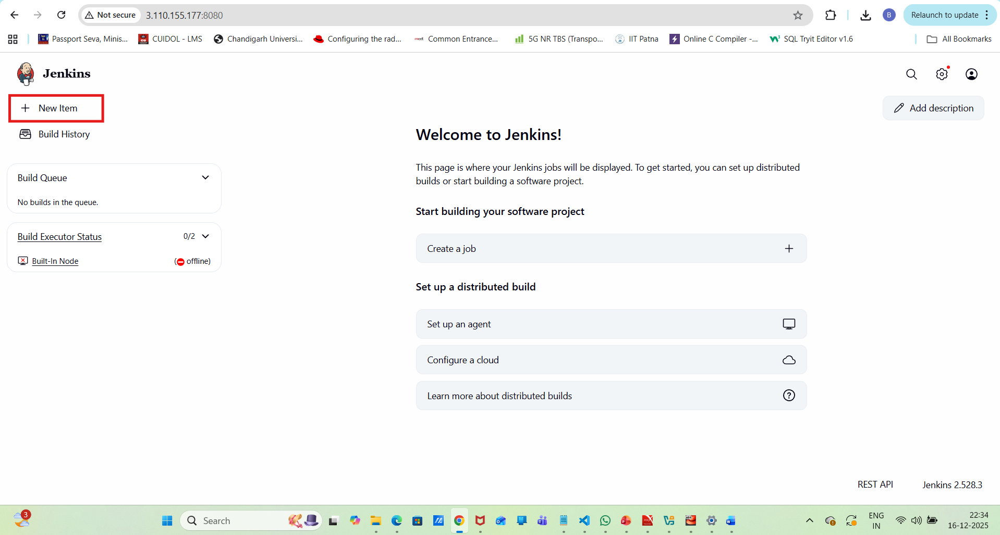 Not secure 3.110.155.177:8080
B
Relaunch to update
Passport Seva, Minis...
CUIDOL - LMS
Chandigarh Universi...
Configuring the rad...
Common Entrance...
5G NR TBS (Transpo...
IIT Patna
Online C Compiler -...
SQL Tryit Editor v1.6
All Bookmarks
Jenkins
New Item
Add description
Build History
Welcome to Jenkins!
This page is where your Jenkins jobs will be displayed. To get started, you can set up distributed
builds or start building a software project.
Build Queue
No builds in the queue.
Start building your software project
Build Executor Status 0/2
Built-In Node (offline)
Create a job
Set up a distributed build
Set up an agent
Configure a cloud
Learn more about distributed builds
REST API
Jenkins 2.528.3
3
Search
ENG
IN
22:34
16-12-2025